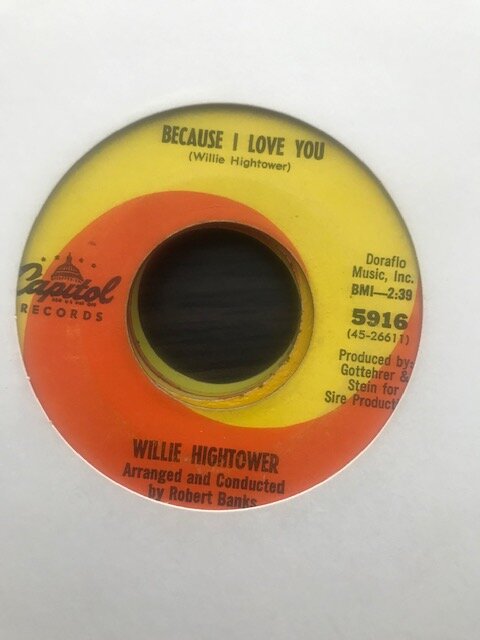 BECAUSE I LOVE YOU
(Willie Hightower)
Capitol
RECORDS
Doraflo
Music, Inc.
BMI—2:39
5916
(45-26611)
Produced by:
Gottehrer &
Stein for
Sire Product
WILLIE HIGHTOWER
Arranged and Conducted
by Robert Banks